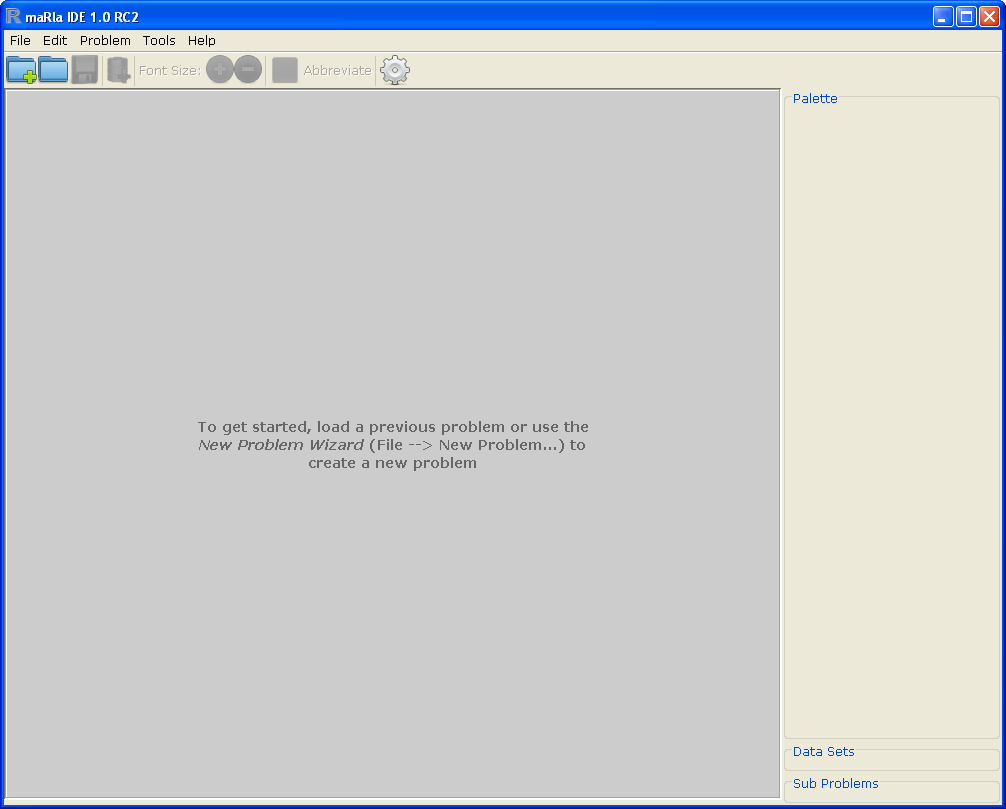 maRla IDE 1.0 RC2
File Edit Problem Tools Help
Font Size: Abbreviate
Palette
To get started, load a previous problem or use the
New Problem Wizard (File --> New Problem...) to
create a new problem
Data Sets
Sub Problems